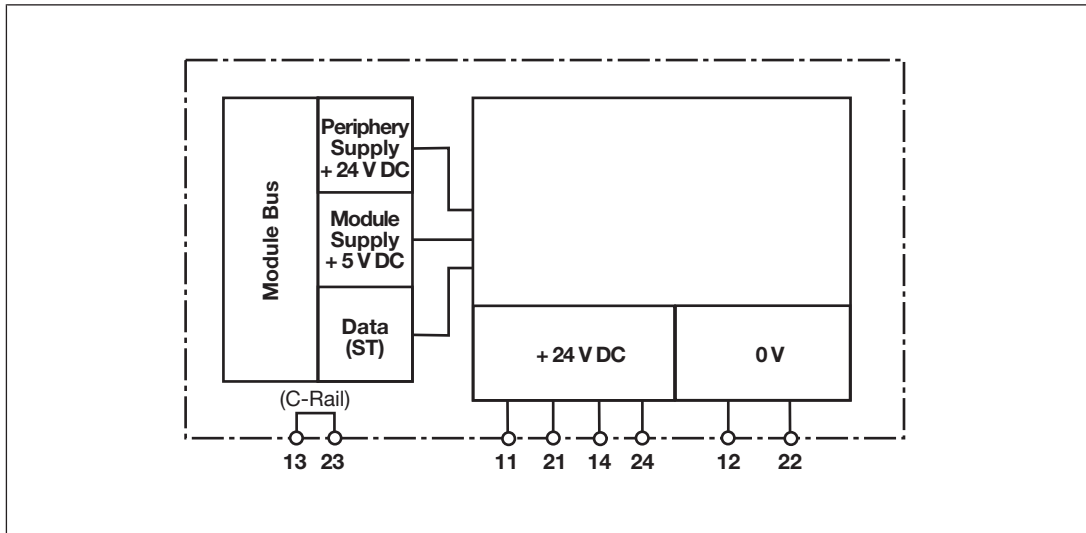 Module Bus
Periphery
Supply
+ 24 V DC
Module
Supply
+ 5 V DC
Data
(ST)
+ 24 V DC
0 V
(C-Rail)
13 23 11 21 14 24 12 22